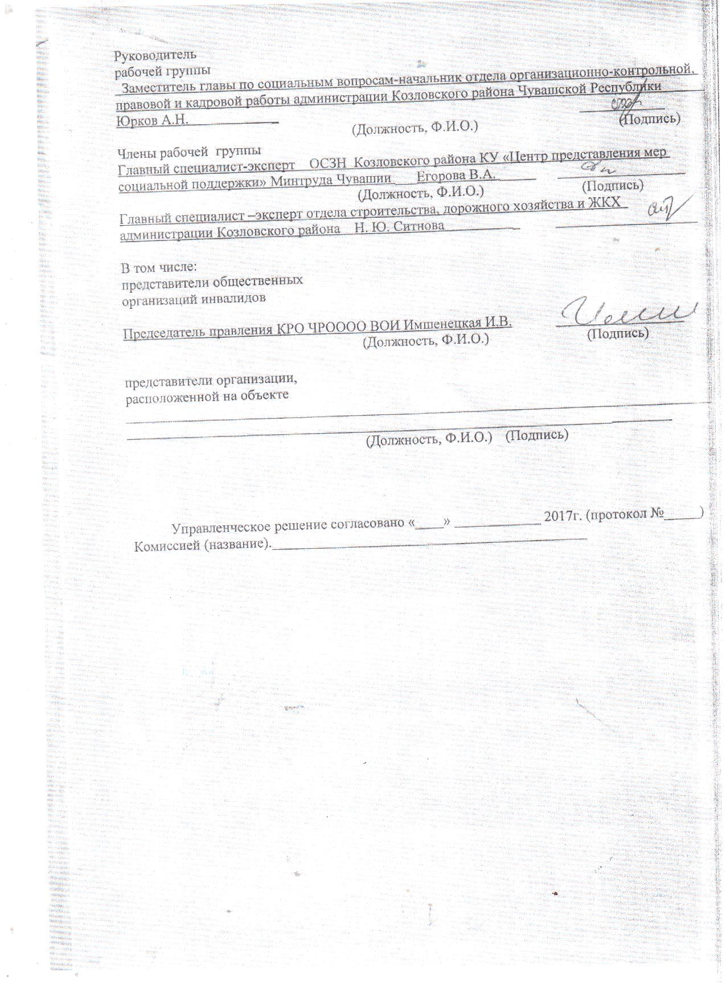 Руководитель
рабочей группы
Заместитель главы по социальным вопросам-начальник отдела организационно-контрольной,
правовой и кадровой работы администрации Козловского района Чувашской Республики
Юрков А.Н.
(Должность, Ф.И.О.) (Подпись)
Члены рабочей группы
Главный специалист-эксперт ОСЗН Козловского района КУ «Центр представления мер
социальной поддержки» Минтруда Чувашии Егорова В.А.
(Должность, Ф.И.О.) (Подпись)
Главный специалист –эксперт отдела строительства, дорожного хозяйства и ЖКХ
администрации Козловского района Н. Ю. Ситнова
В том числе:
представители общественных
организаций инвалидов
Председатель правления КРО ЧРОООО ВОИ Имшенецкая И.В.
(Должность, Ф.И.О.) (Подпись)
представители организации,
расположенной на объекте
(Должность, Ф.И.О.) (Подпись)
Управленческое решение согласовано «____» ____________ 2017г. (протокол №_____)
Комиссией (название).____________________________________________